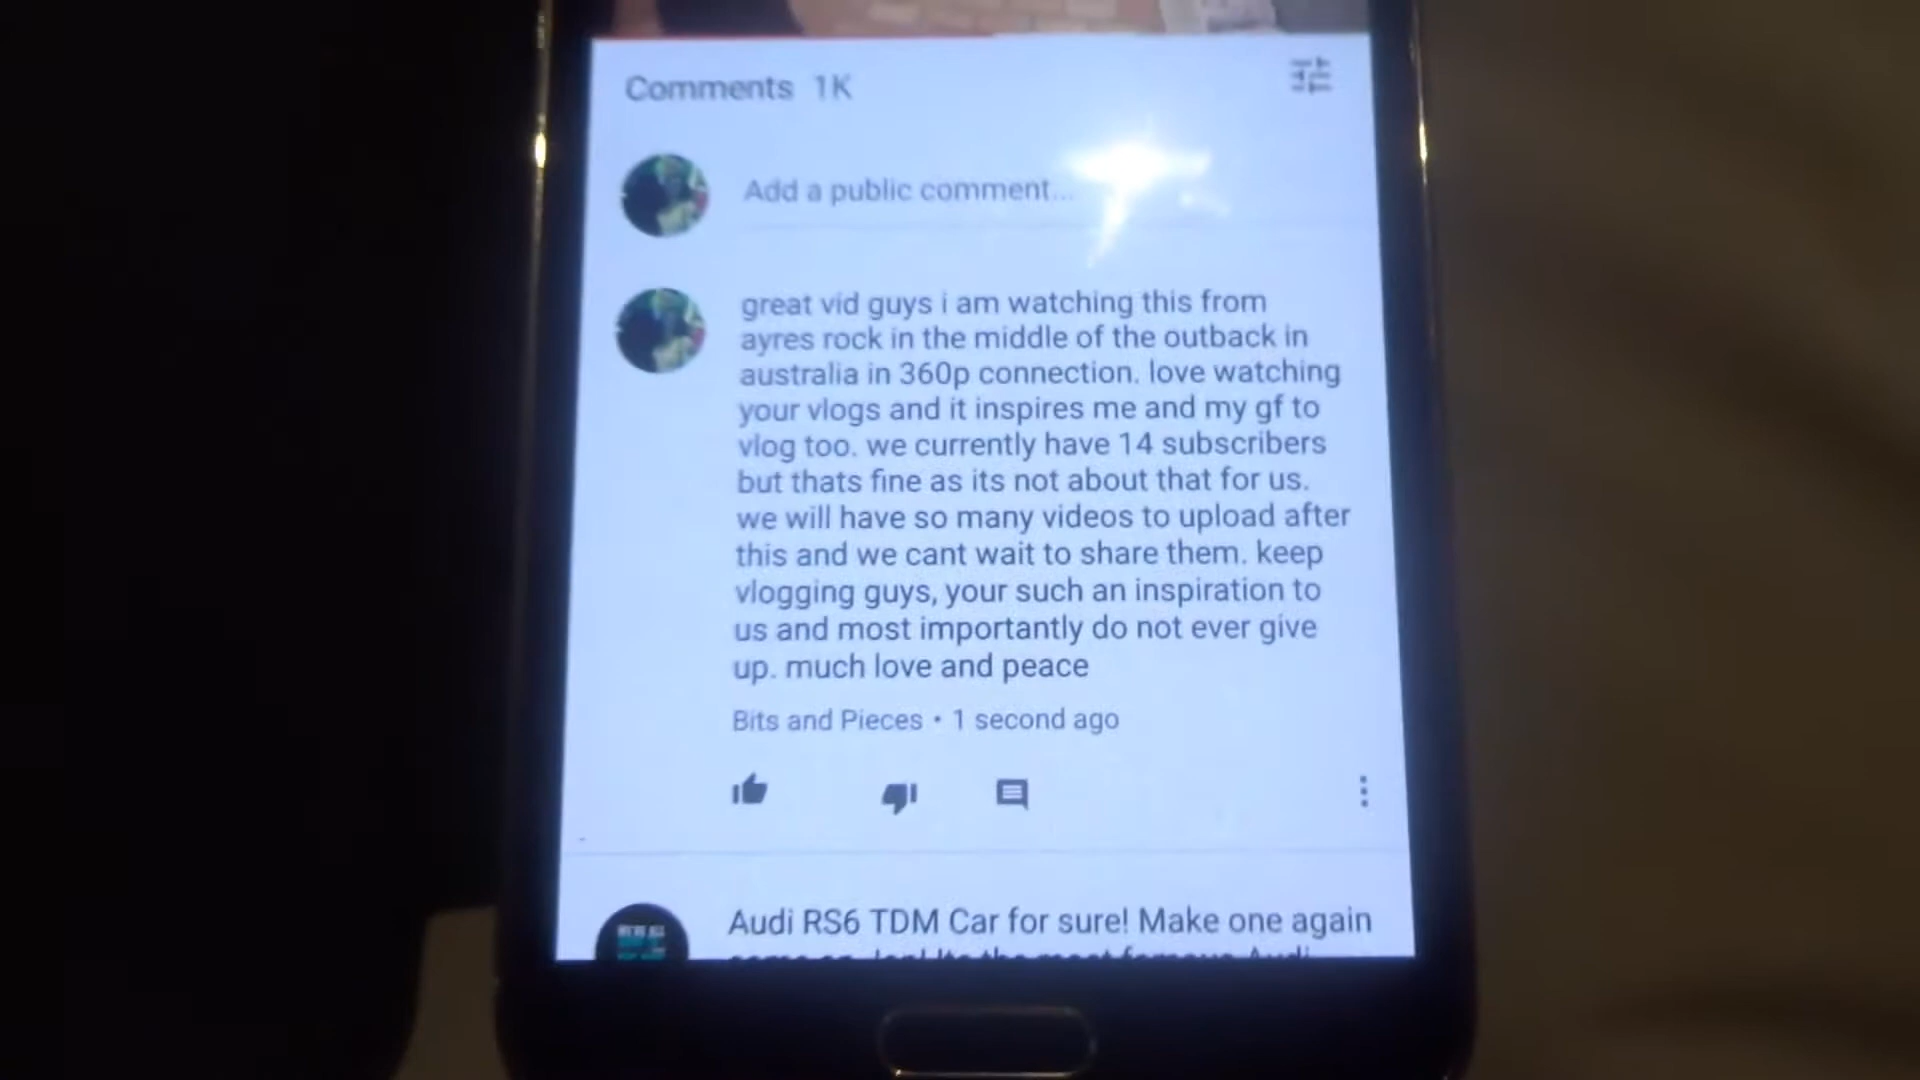 Comments 1K
Add a public comment...
great vid guys i am watching this from
ayres rock in the middle of the outback in
australia in 360p connection. love watching
your vlogs and it inspires me and my gf to
vlog too. we currently have 14 subscribers
but thats fine as its not about that for us.
we will have so many videos to upload after
this and we cant wait to share them. keep
vlogging guys, your such an inspiration to
us and most importantly do not ever give
up. much love and peace
Bits and Pieces • 1 second ago
Audi RS6 TDM Car for sure! Make one again